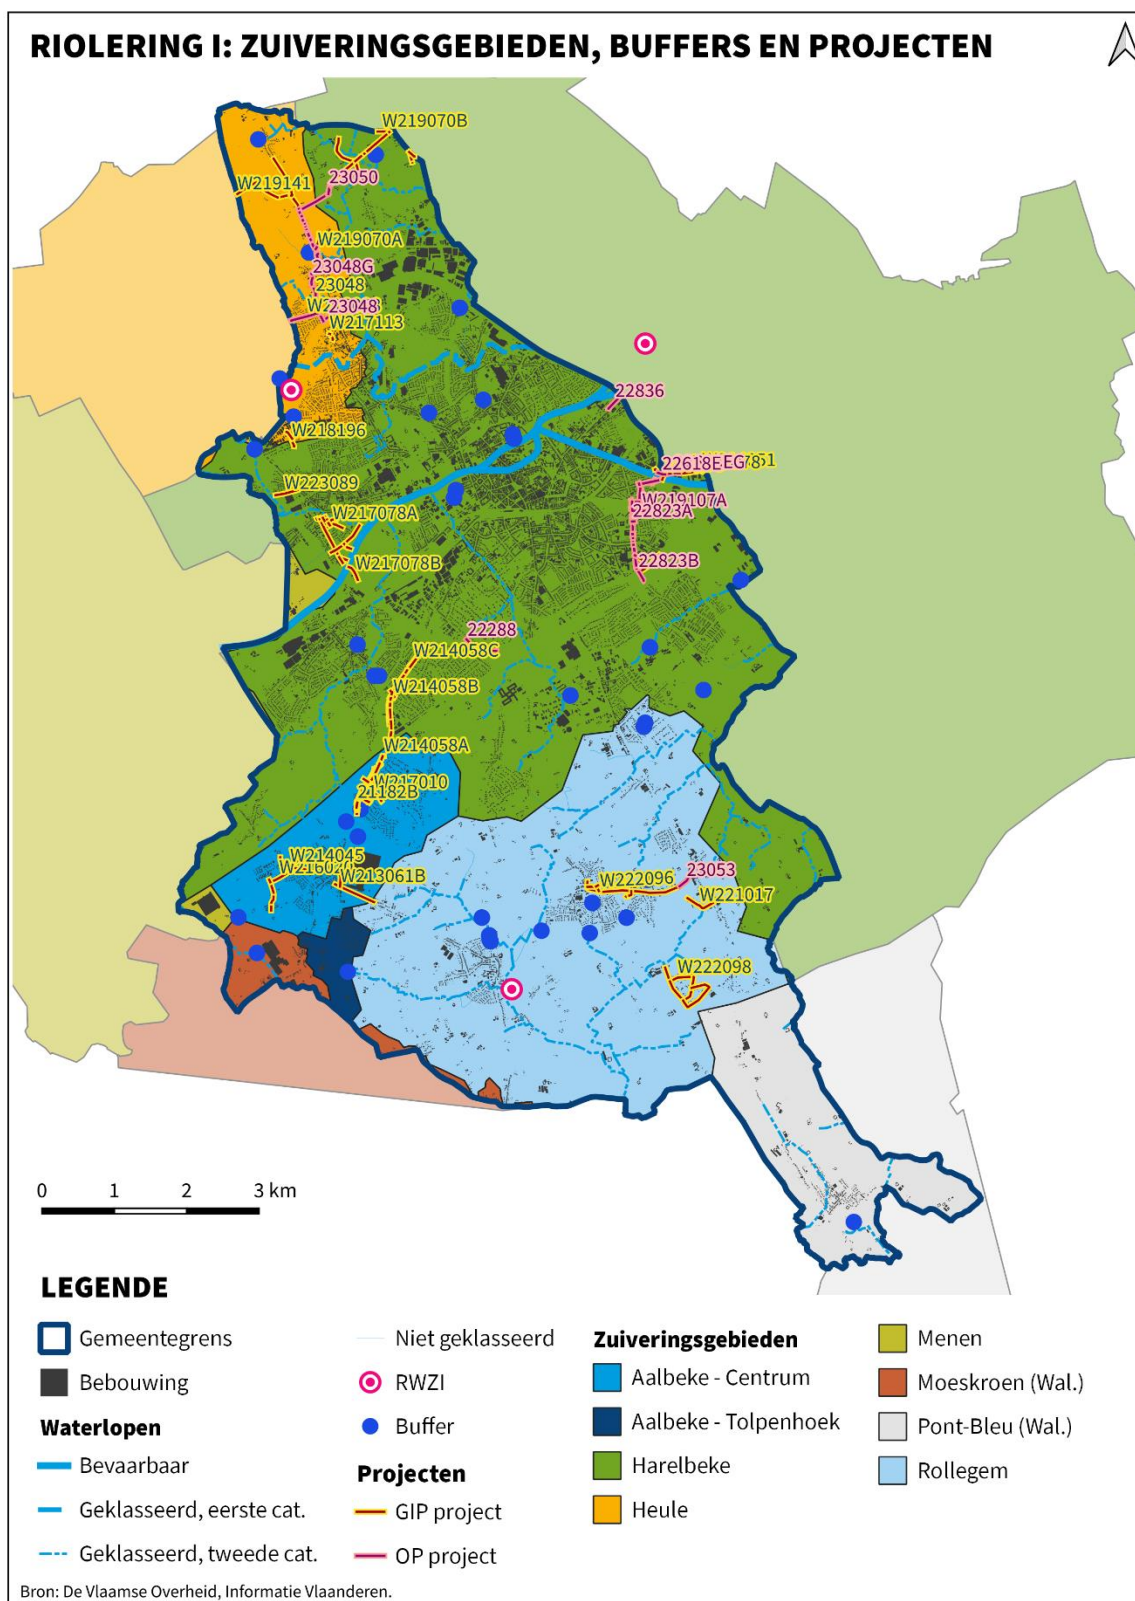 RIOLERING I: ZUIVERINGSGEBIEDEN, BUFFERS EN PROJECTEN
W219070B
23050
W219141
W219070A
23048G
23048
23048
W217113
22836
W218196
22618EEG
W223089
W219107A
W217078A
22823A
W217078B
22823B
22288
W214058C
W214058B
W214058A
W217010
21182B
W214045
W213061B
23053
W222096
W221017
W222098
0 1 2 3 km
LEGENDE
Gemeentegrens
Bebouwing
Waterlopen
Bevaarbaar
Geklasseerd, eerste cat.
Geklasseerd, tweede cat.
Niet geklasseerd
RWZI
Buffer
Projecten
GIP project
OP project
Zuiveringsgebieden
Aalbeke - Centrum
Aalbeke - Tolpenhoek
Harelbeke
Heule
Menen
Moeskroen (Wal.)
Pont-Bleu (Wal.)
Rollegem
Bron: De Vlaamse Overheid, Informatie Vlaanderen.